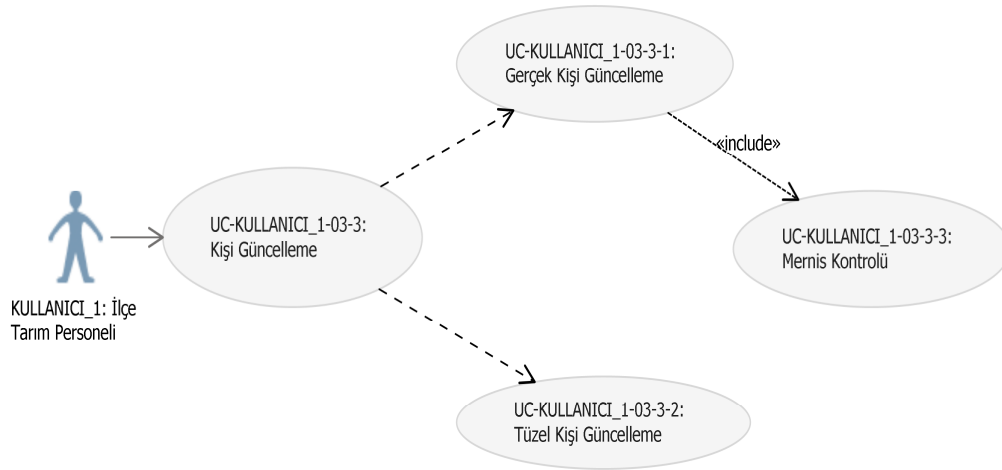 UC-KULLANICI_1-03-3-1:
Gerçek Kişi Güncelleme
«include»
UC-KULLANICI_1-03-3:
Kişi Güncelleme
UC-KULLANICI_1-03-3-3:
Mernis Kontrolü
KULLANICI_1: İlçe
Tarım Personeli
UC-KULLANICI_1-03-3-2:
Tüzel Kişi Güncelleme